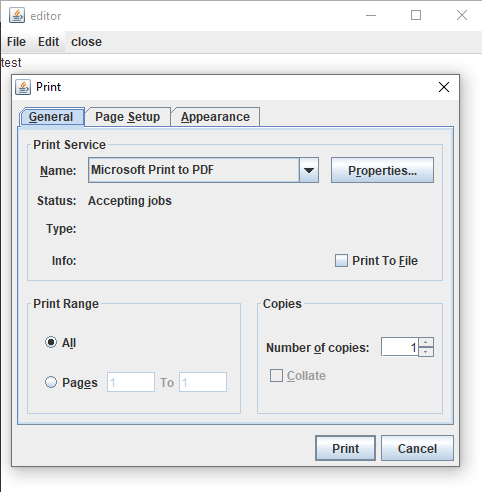 editor
File Edit close
test
Print
General Page Setup Appearance
Print Service
Name: Microsoft Print to PDF Properties...
Status: Accepting jobs
Type:
Info: Print To File
Print Range Copies
All Number of copies: 1
Pages 1 To 1 Collate
Print Cancel